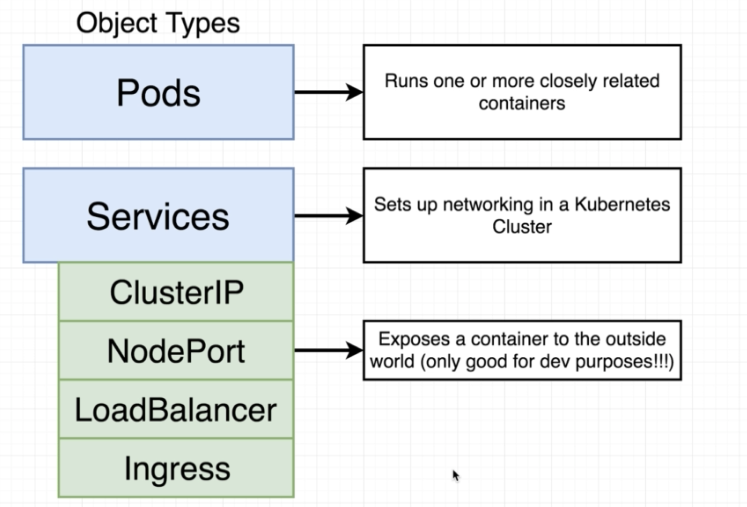 Object Types
Pods
Runs one or more closely related
containers
Services
Sets up networking in a Kubernetes
Cluster
ClusterIP
NodePort
Exposes a container to the outside
world (only good for dev purposes!!!)
LoadBalancer
Ingress